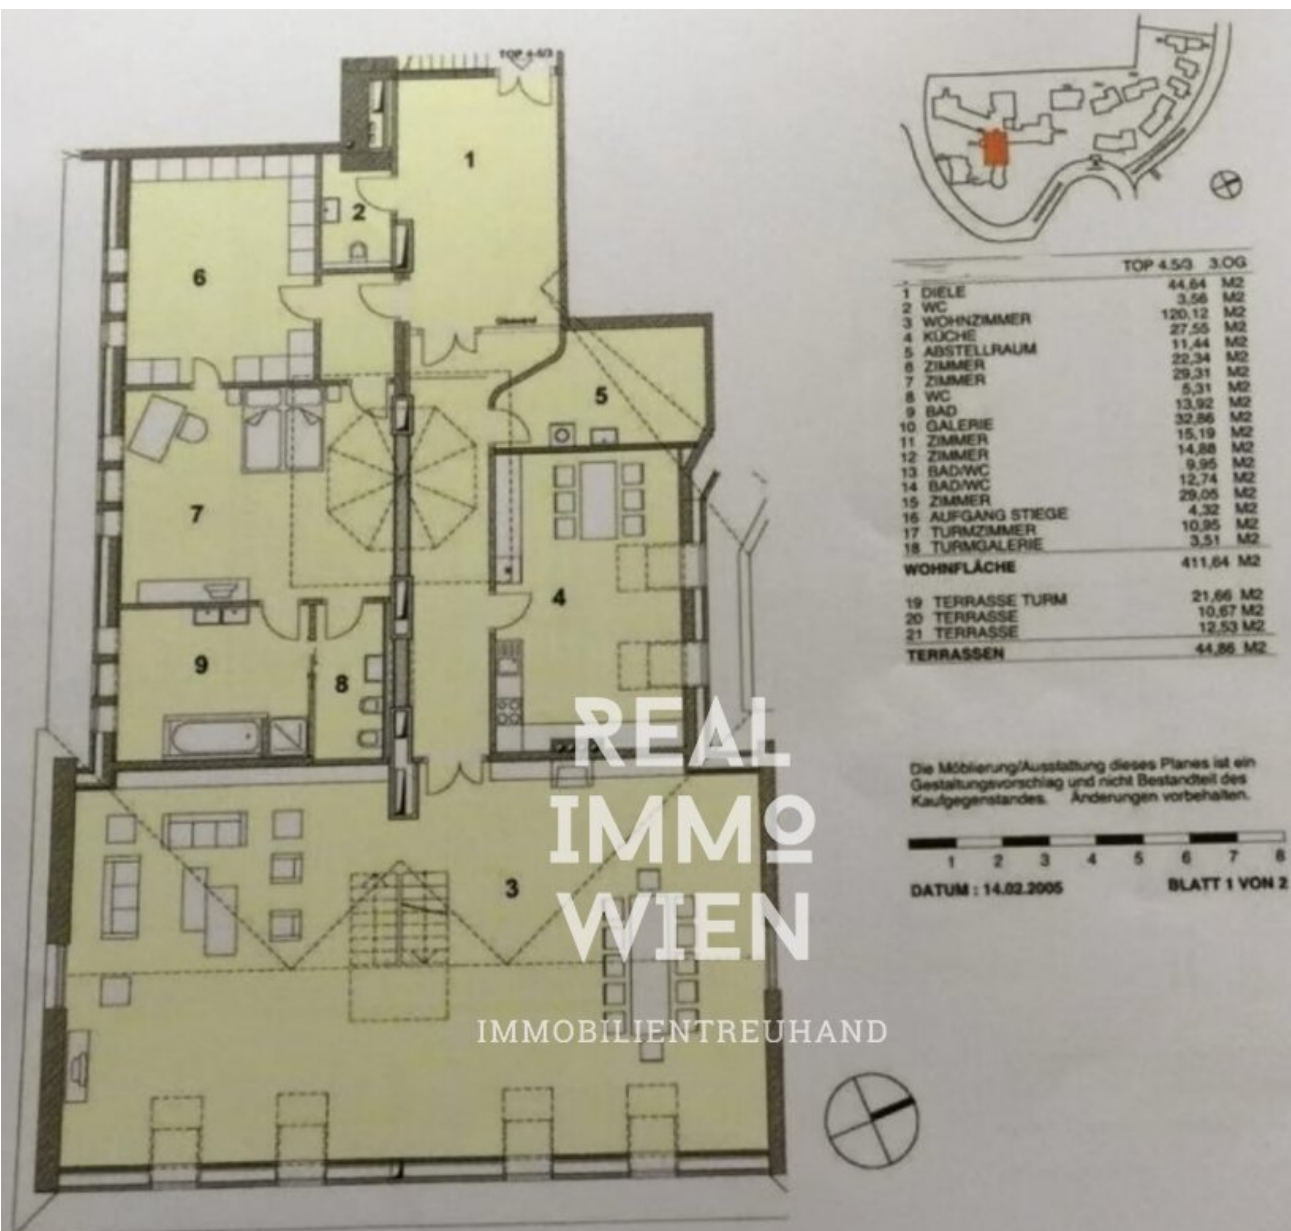 TOP 4.5/3
1
2
6
Glaswand
5
7
4
9
8
3
TOP 4.5/3 3.OG
1 DIELE 44,64 M2
2 WC 3,56 M2
3 WOHNZIMMER 120,12 M2
4 KÜCHE 27,55 M2
5 ABSTELLRAUM 11,44 M2
6 ZIMMER 22,34 M2
7 ZIMMER 29,31 M2
8 WC 5,31 M2
9 BAD 13,92 M2
10 GALERIE 32,86 M2
11 ZIMMER 15,19 M2
12 ZIMMER 14,88 M2
13 BAD/WC 9,95 M2
14 BAD/WC 12,74 M2
15 ZIMMER 29,05 M2
16 AUFGANG STIEGE 4,32 M2
17 TURMZIMMER 10,95 M2
18 TURMGALERIE 3,51 M2
WOHNFLÄCHE 411,64 M2
19 TERRASSE TURM 21,66 M2
20 TERRASSE 10,67 M2
21 TERRASSE 12,53 M2
TERRASSEN 44,86 M2
Die Möblierung/Ausstattung dieses Planes ist ein
Gestaltungsvorschlag und nicht Bestandteil des
Kaufgegenstandes. Änderungen vorbehalten.
1 2 3 4 5 6 7 8
DATUM : 14.02.2005 BLATT 1 VON 2
REAL
IMMO
WIEN
IMMOBILIENTREUHAND